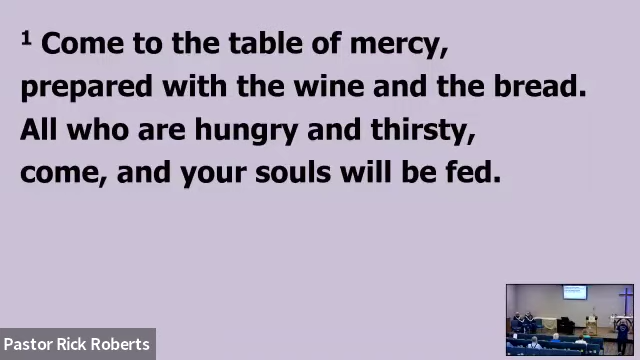 ¹ Come to the table of mercy,
prepared with the wine and the bread.
All who are hungry and thirsty,
come, and your souls will be fed.
Pastor Rick Roberts